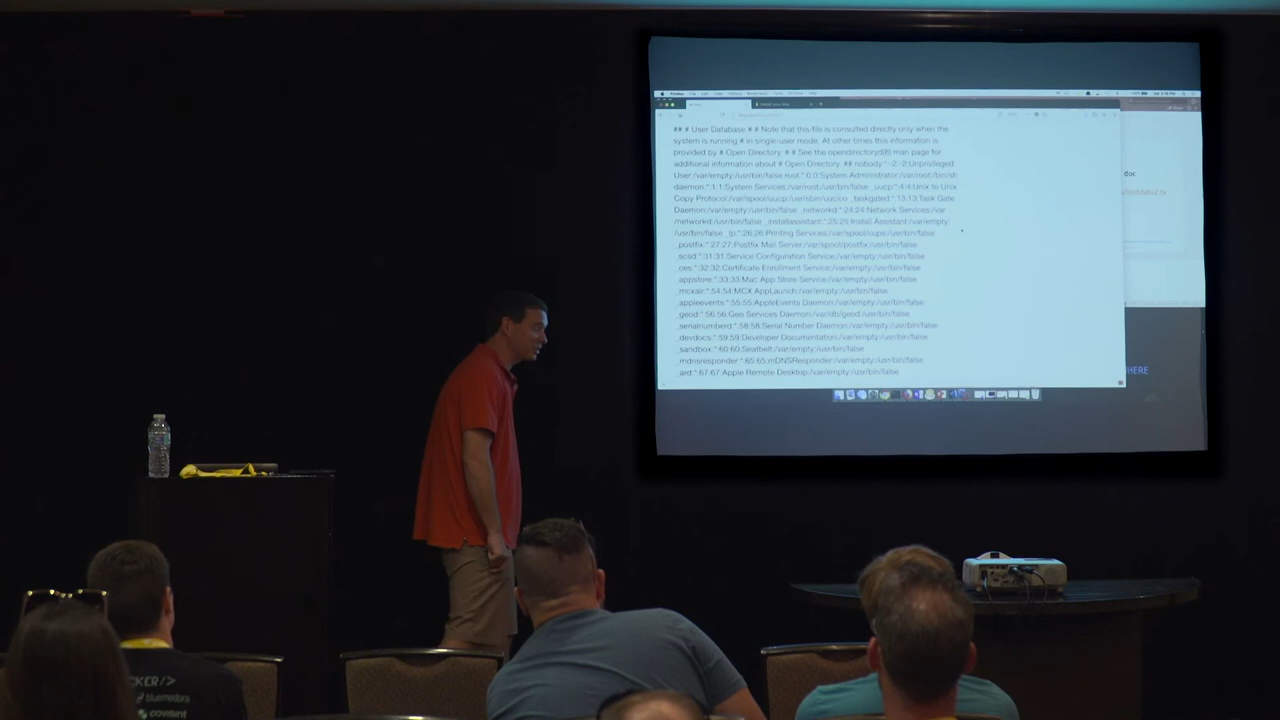 ## # User Database # # Note that this file is consulted directly only when the
system is running # in single-user mode. At other times this information is
provided by # Open Directory. # # See the opendirectoryd(8) man page for
additional information about # Open Directory. ## nobody:*:-2:-2:Unprivileged
User:/var/empty:/usr/bin/false root:*:0:0:System Administrator:/var/root:/bin/sh
daemon:*:1:1:System Services:/var/root:/usr/bin/false _uucp:*:4:4:Unix to Unix
Copy Protocol:/var/spool/uucp:/usr/sbin/uucico _taskgated:*:13:13:Task Gate
Daemon:/var/empty:/usr/bin/false _networkd:*:24:24:Network Services:/var
/networkd:/usr/bin/false _installassistant:*:25:25:Install Assistant:/var/empty:
/usr/bin/false _lp:*:26:26:Printing Services:/var/spool/cups:/usr/bin/false
_postfix:*:27:27:Postfix Mail Server:/var/spool/postfix:/usr/bin/false
_scsd:*:31:31:Service Configuration Service:/var/empty:/usr/bin/false
_ces:*:32:32:Certificate Enrollment Service:/var/empty:/usr/bin/false
_appstore:*:33:33:Mac App Store Service:/var/empty:/usr/bin/false
_mcxalr:*:54:54:MCX AppLaunch:/var/empty:/usr/bin/false
_appleevents:*:55:55:AppleEvents Daemon:/var/empty:/usr/bin/false
_geod:*:56:56:Geo Services Daemon:/var/db/geod:/usr/bin/false
_serialnumberd:*:58:58:Serial Number Daemon:/var/empty:/usr/bin/false
_devdocs:*:59:59:Developer Documentation:/var/empty:/usr/bin/false
_sandbox:*:60:60:Seatbelt:/var/empty:/usr/bin/false
_mdnsresponder:*:65:65:mDNSResponder:/var/empty:/usr/bin/false
_ard:*:67:67:Apple Remote Desktop:/var/empty:/usr/bin/false
doc
HERE
CKER/>
bluemedora
covisint